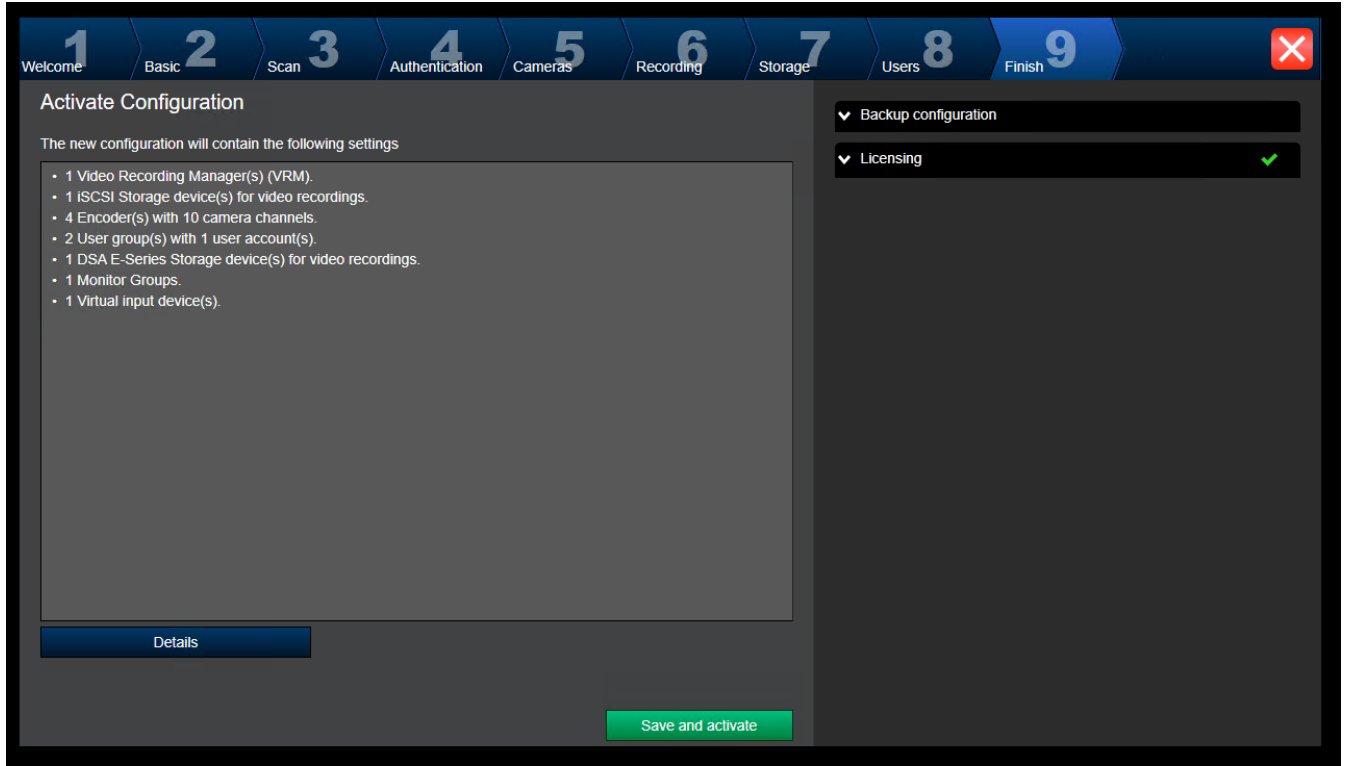 1 Welcome
2 Basic
3 Scan
4 Authentication
5 Cameras
6 Recording
7 Storage
8 Users
9 Finish
Activate Configuration
The new configuration will contain the following settings
• 1 Video Recording Manager(s) (VRM).
• 1 iSCSI Storage device(s) for video recordings.
• 4 Encoder(s) with 10 camera channels.
• 2 User group(s) with 1 user account(s).
• 1 DSA E-Series Storage device(s) for video recordings.
• 1 Monitor Groups.
• 1 Virtual input device(s).
Details
Save and activate
Backup configuration
Licensing